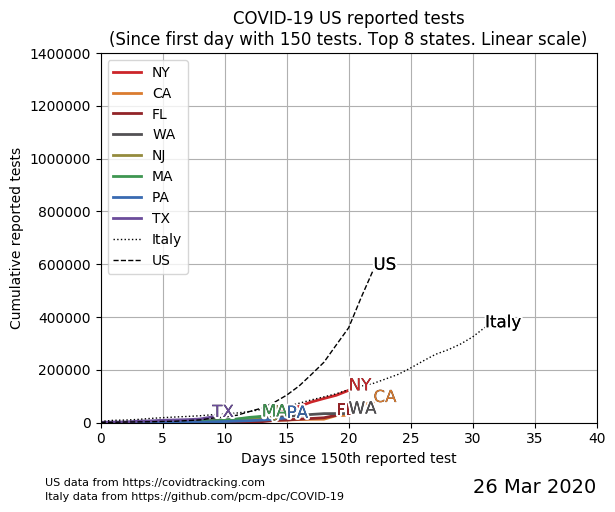 COVID-19 US reported tests
(Since first day with 150 tests. Top 8 states. Linear scale)
1400000
1200000
1000000
800000
600000
400000
200000
0
Cumulative reported tests
NY
CA
FL
WA
NJ
MA
PA
TX
Italy
US
US
Italy
NY
CA
TX
MA
PA
FL
WA
0 5 10 15 20 25 30 35 40
Days since 150th reported test
US data from https://covidtracking.com
Italy data from https://github.com/pcm-dpc/COVID-19
26 Mar 2020